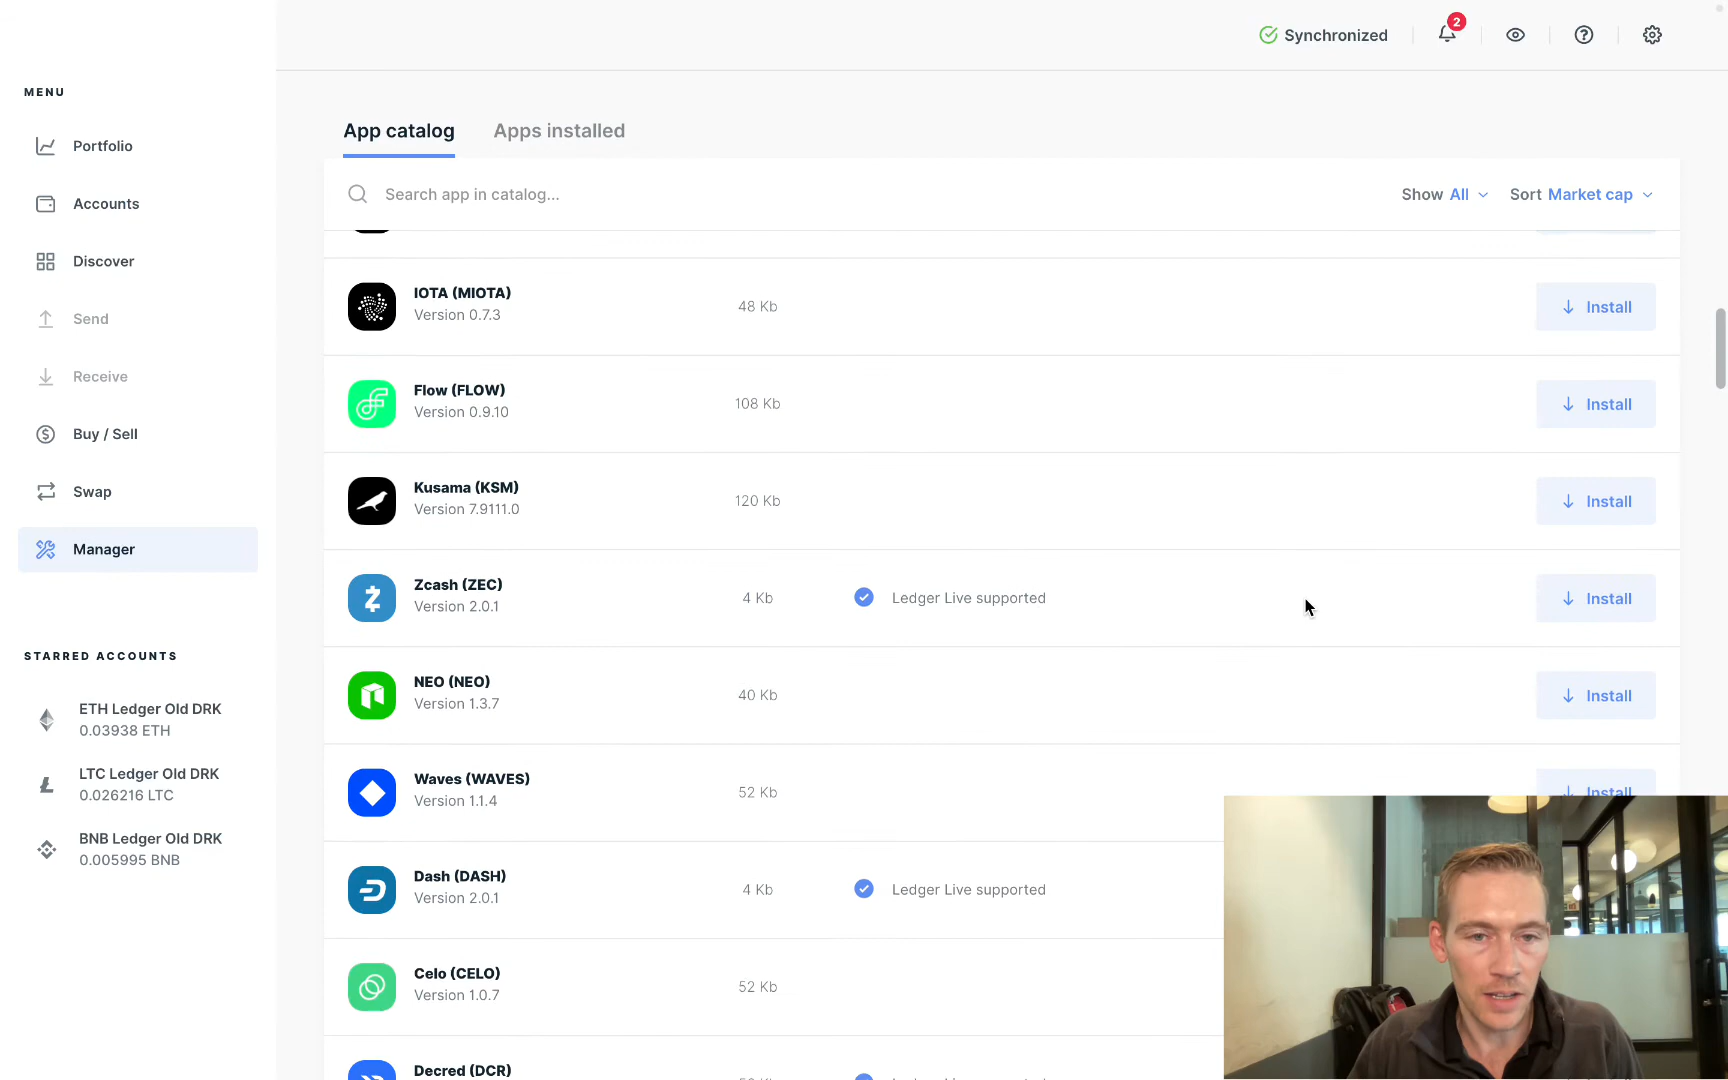 Synchronized
2
MENU
Portfolio
Accounts
Discover
Send
Receive
Buy / Sell
Swap
Manager
STARRED ACCOUNTS
ETH Ledger Old DRK
0.03938 ETH
LTC Ledger Old DRK
0.026216 LTC
BNB Ledger Old DRK
0.005995 BNB
App catalog
Apps installed
Search app in catalog...
Show All
Sort Market cap
IOTA (MIOTA)
Version 0.7.3
48 Kb
Install
Flow (FLOW)
Version 0.9.10
108 Kb
Install
Kusama (KSM)
Version 7.9111.0
120 Kb
Install
Zcash (ZEC)
Version 2.0.1
4 Kb
Ledger Live supported
Install
NEO (NEO)
Version 1.3.7
40 Kb
Install
Waves (WAVES)
Version 1.1.4
52 Kb
Install
Dash (DASH)
Version 2.0.1
4 Kb
Ledger Live supported
Celo (CELO)
Version 1.0.7
52 Kb
Decred (DCR)